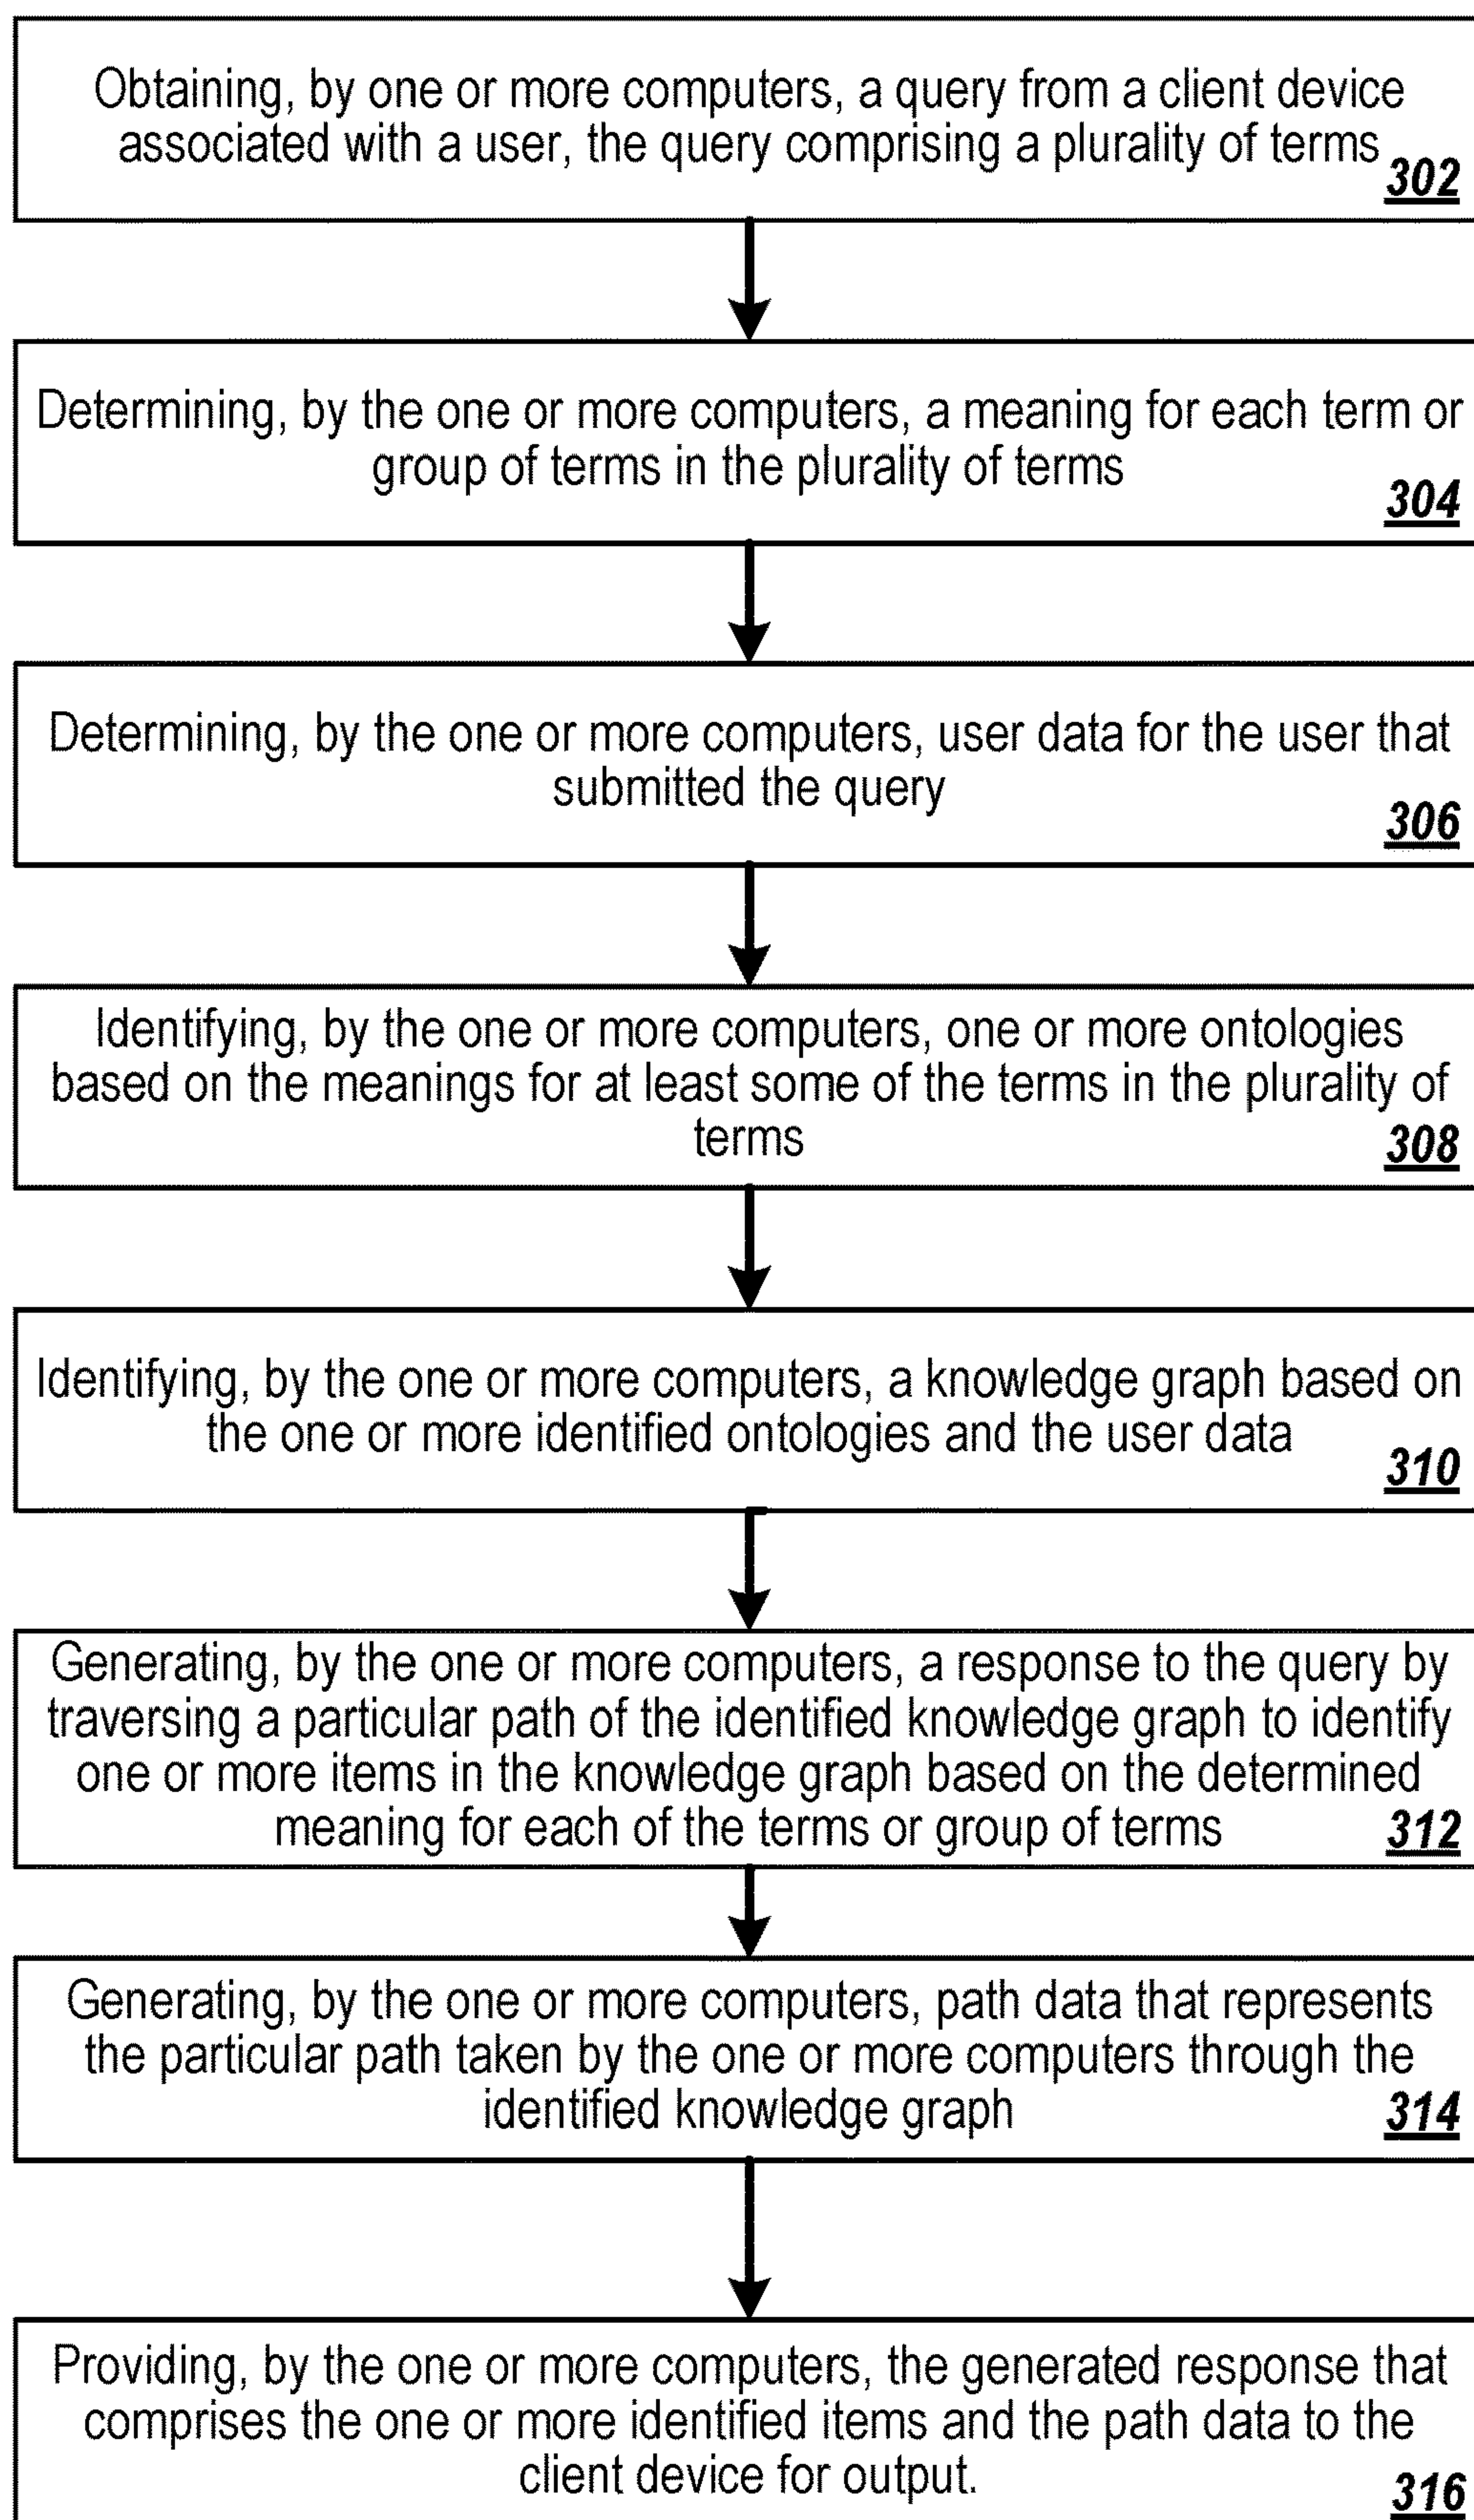 Obtaining, by one or more computers, a query from a client device
associated with a user, the query comprising a plurality of terms
302
Determining, by the one or more computers, a meaning for each term or
group of terms in the plurality of terms
304
Determining, by the one or more computers, user data for the user that
submitted the query
306
Identifying, by the one or more computers, one or more ontologies
based on the meanings for at least some of the terms in the plurality of
terms
308
Identifying, by the one or more computers, a knowledge graph based on
the one or more identified ontologies and the user data
310
Generating, by the one or more computers, a response to the query by
traversing a particular path of the identified knowledge graph to identify
one or more items in the knowledge graph based on the determined
meaning for each of the terms or group of terms
312
Generating, by the one or more computers, path data that represents
the particular path taken by the one or more computers through the
identified knowledge graph
314
Providing, by the one or more computers, the generated response that
comprises the one or more identified items and the path data to the
client device for output.
316